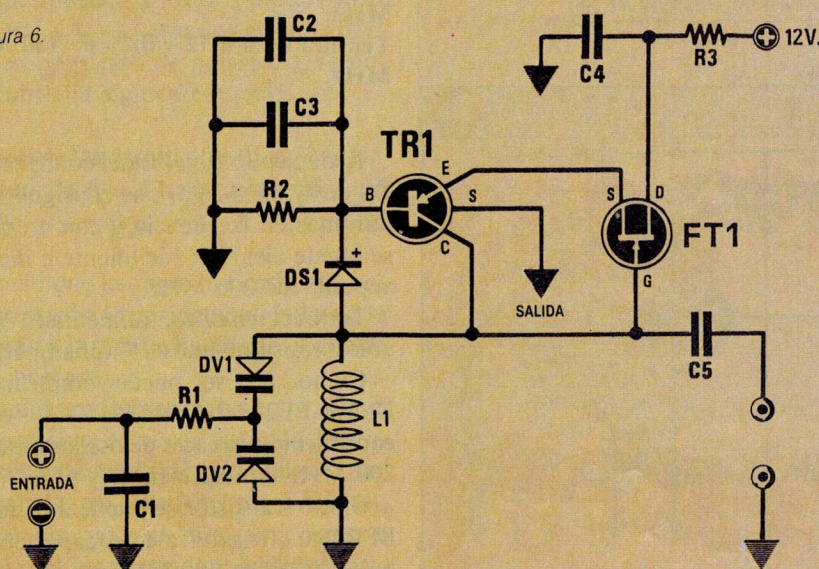 ura 6.
C2
C3
R2
TR1
B
E
S
C
DS1
+
C4
R3
+ 12V.
S
D
G
FT1
SALIDA
DV1
R1
DV2
L1
C5
+
ENTRADA
-
C1